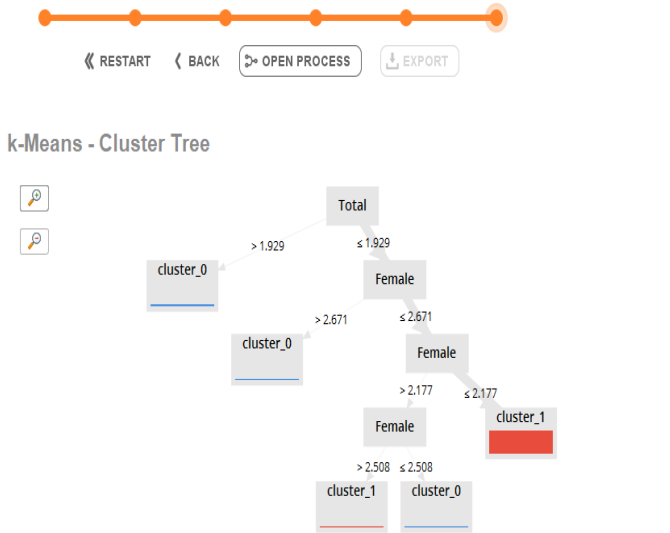 RESTART BACK OPEN PROCESS EXPORT
k-Means - Cluster Tree
Total
> 1.929 ≤ 1.929
cluster_0
Female
> 2.671 ≤ 2.671
cluster_0
Female
> 2.177 ≤ 2.177
Female
cluster_1
> 2.508 ≤ 2.508
cluster_1 cluster_0